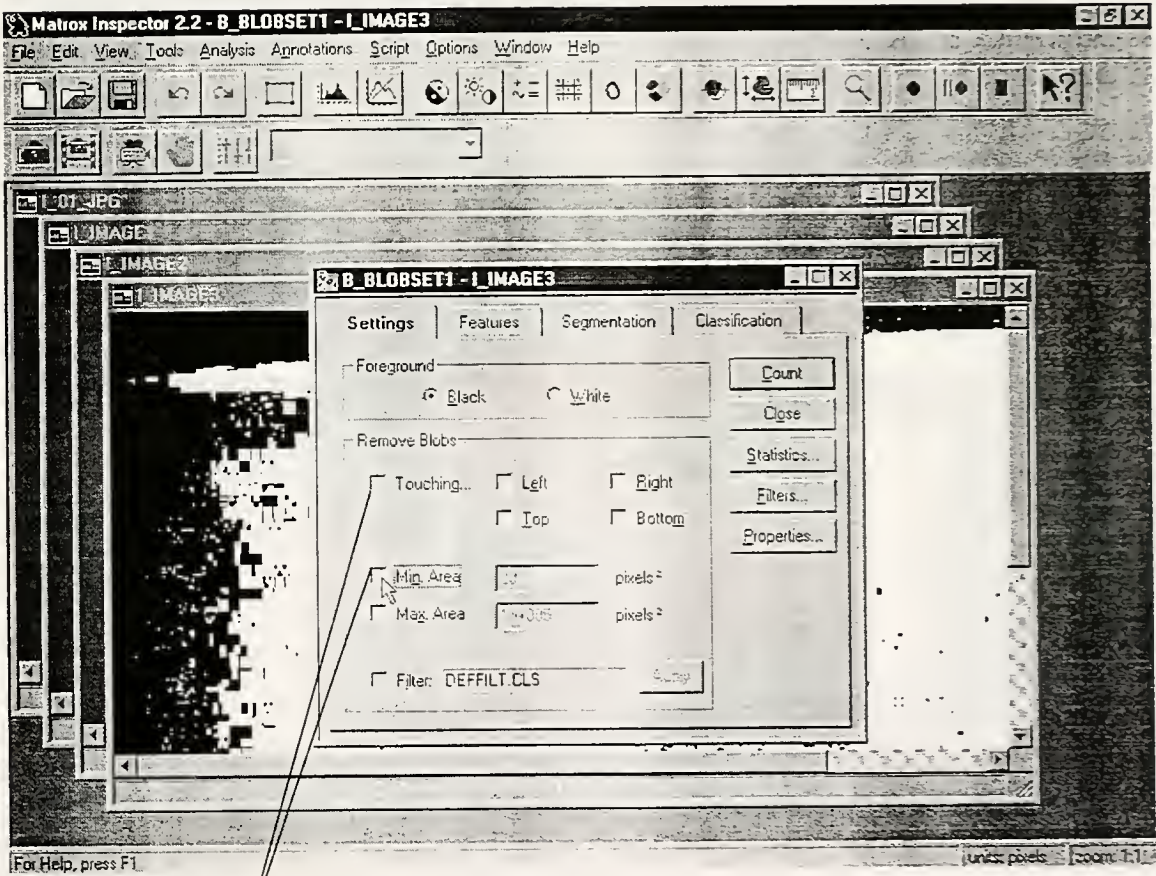 Matrox Inspector 2.2 - B_BLOBSET1 - I_IMAGE3
File Edit View Tools Analysis Annotations Script Options Window Help
I_01_JPG
I_IMAGE
I_IMAGE2
I_IMAGE3
B_BLOBSET1 - I_IMAGE3
Settings Features Segmentation Classification
Foreground
Black White
Count
Close
Remove Blobs
Statistics...
Touching... Left Right
Filters...
Top Bottom
Properties...
Min. Area pixels²
Max. Area pixels²
Filter: DEFFILT.CLS
For Help, press F1 units: pixels zoom: 1:1